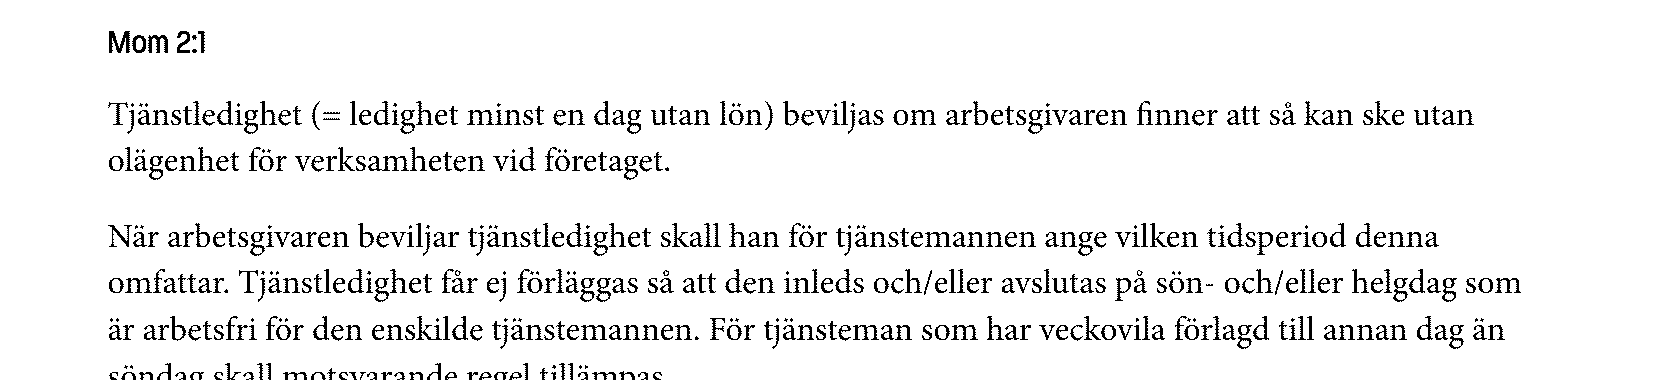 Mom 2:1
Tjänstledighet (= ledighet minst en dag utan lön) beviljas om arbetsgivaren finner att så kan ske utan
olägenhet för verksamheten vid företaget.
När arbetsgivaren beviljar tjänstledighet skall han för tjänstemannen ange vilken tidsperiod denna
omfattar. Tjänstledighet får ej förläggas så att den inleds och/eller avslutas på sön- och/eller helgdag som
är arbetsfri för den enskilde tjänstemannen. För tjänsteman som har veckovila förlagd till annan dag än
söndag skall motsvarande regel tillämpas.